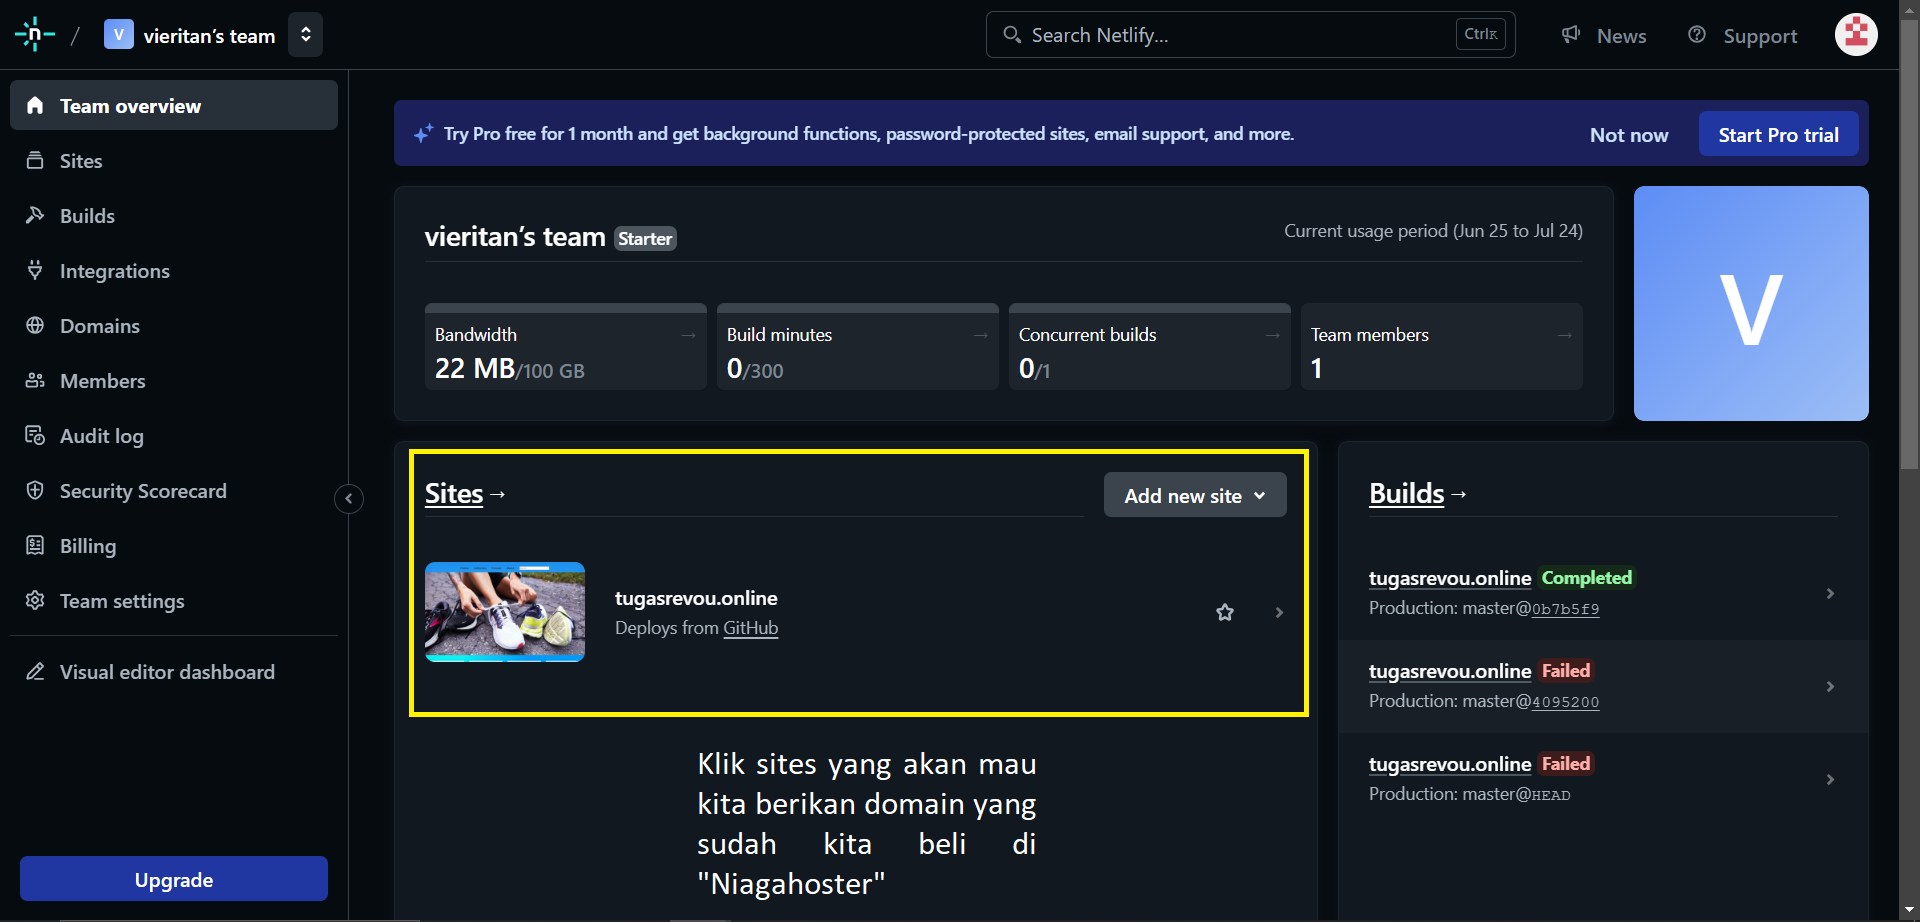 n / V vieritan's team
Search Netlify...
CtrlK
News
Support
Team overview
Sites
Builds
Integrations
Domains
Members
Audit log
Security Scorecard
Billing
Team settings
Visual editor dashboard
Upgrade
Try Pro free for 1 month and get background functions, password-protected sites, email support, and more.
Not now
Start Pro trial
vieritan's team Starter
Current usage period (Jun 25 to Jul 24)
Bandwidth →
22 MB/100 GB
Build minutes →
0/300
Concurrent builds →
0/1
Team members →
1
V
Sites →
Add new site
tugasrevou.online
Deploys from GitHub
Klik sites yang akan mau
kita berikan domain yang
sudah kita beli di
"Niagahoster"
Builds →
tugasrevou.online Completed
Production: master@0b7b5f9
tugasrevou.online Failed
Production: master@4095200
tugasrevou.online Failed
Production: master@HEAD